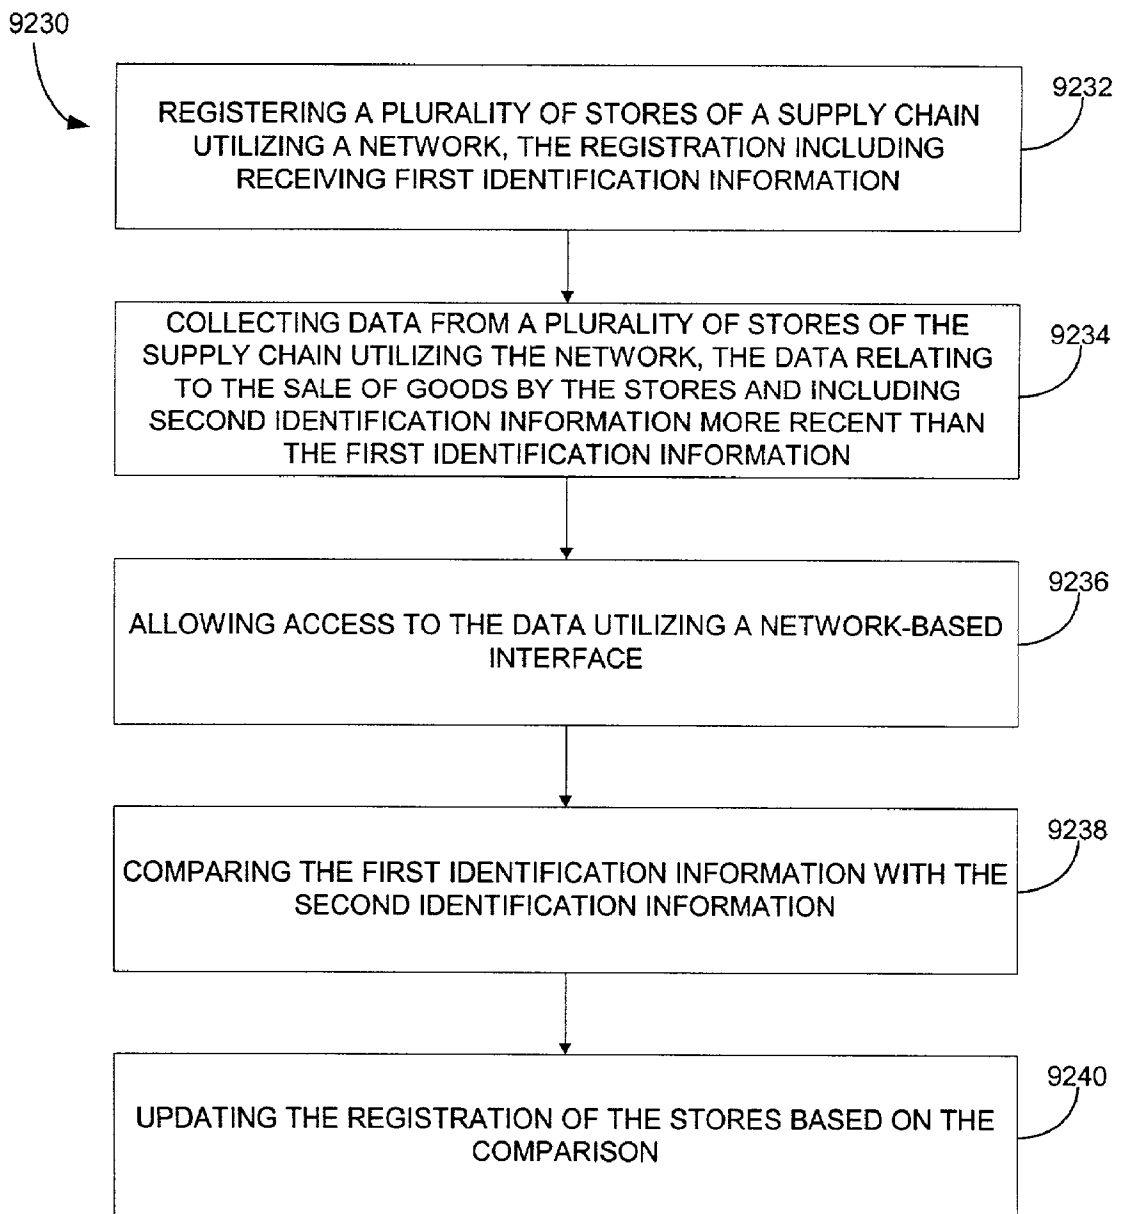 9230
9232
REGISTERING A PLURALITY OF STORES OF A SUPPLY CHAIN
UTILIZING A NETWORK, THE REGISTRATION INCLUDING
RECEIVING FIRST IDENTIFICATION INFORMATION
9234
COLLECTING DATA FROM A PLURALITY OF STORES OF THE
SUPPLY CHAIN UTILIZING THE NETWORK, THE DATA RELATING
TO THE SALE OF GOODS BY THE STORES AND INCLUDING
SECOND IDENTIFICATION INFORMATION MORE RECENT THAN
THE FIRST IDENTIFICATION INFORMATION
9236
ALLOWING ACCESS TO THE DATA UTILIZING A NETWORK-BASED
INTERFACE
9238
COMPARING THE FIRST IDENTIFICATION INFORMATION WITH THE
SECOND IDENTIFICATION INFORMATION
9240
UPDATING THE REGISTRATION OF THE STORES BASED ON THE
COMPARISON